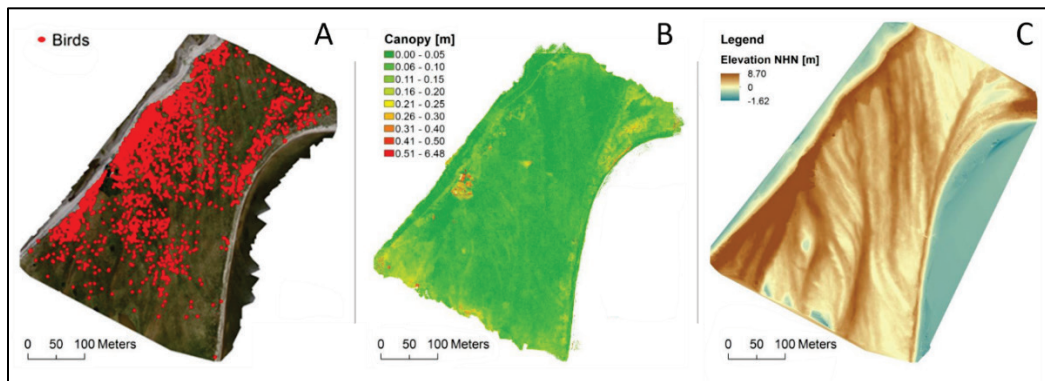 Birds
A
0 50 100 Meters
Canopy [m]
0.00 - 0.05
0.06 - 0.10
0.11 - 0.15
0.16 - 0.20
0.21 - 0.25
0.26 - 0.30
0.31 - 0.40
0.41 - 0.50
0.51 - 6.48
B
0 50 100 Meters
Legend
Elevation NHN [m]
8.70
0
-1.62
C
0 50 100 Meters